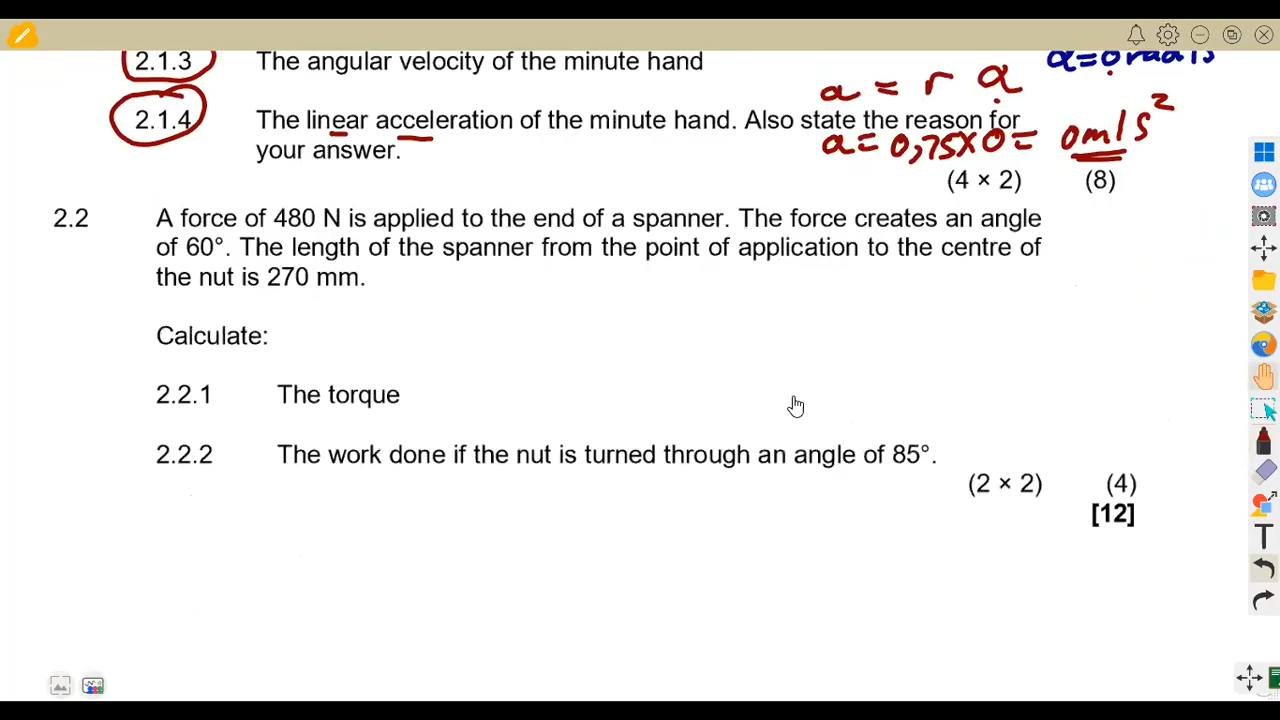 2.1.3 The angular velocity of the minute hand
α=0rad/s
a = r α
2.1.4 The linear acceleration of the minute hand. Also state the reason for
your answer.
a= 0,75×0= 0m/s²
(4 × 2) (8)
2.2 A force of 480 N is applied to the end of a spanner. The force creates an angle
of 60°. The length of the spanner from the point of application to the centre of
the nut is 270 mm.
Calculate:
2.2.1 The torque
2.2.2 The work done if the nut is turned through an angle of 85°.
(2 × 2) (4)
[12]
T